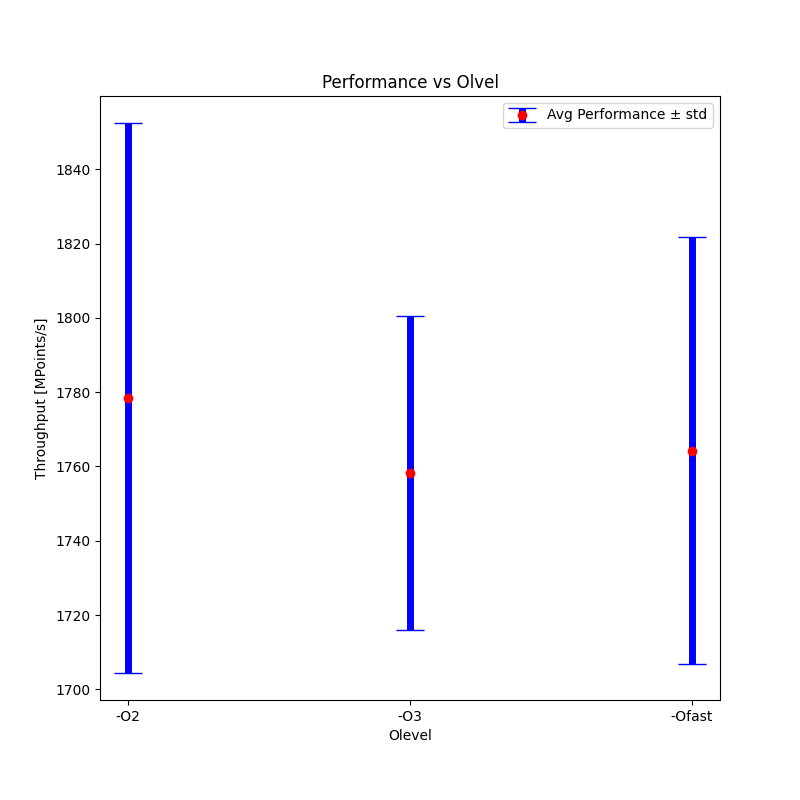 Performance vs Olvel
Avg Performance ± std
Throughput [MPoints/s]
1840
1820
1800
1780
1760
1740
1720
1700
-O2
-O3
-Ofast
Olevel